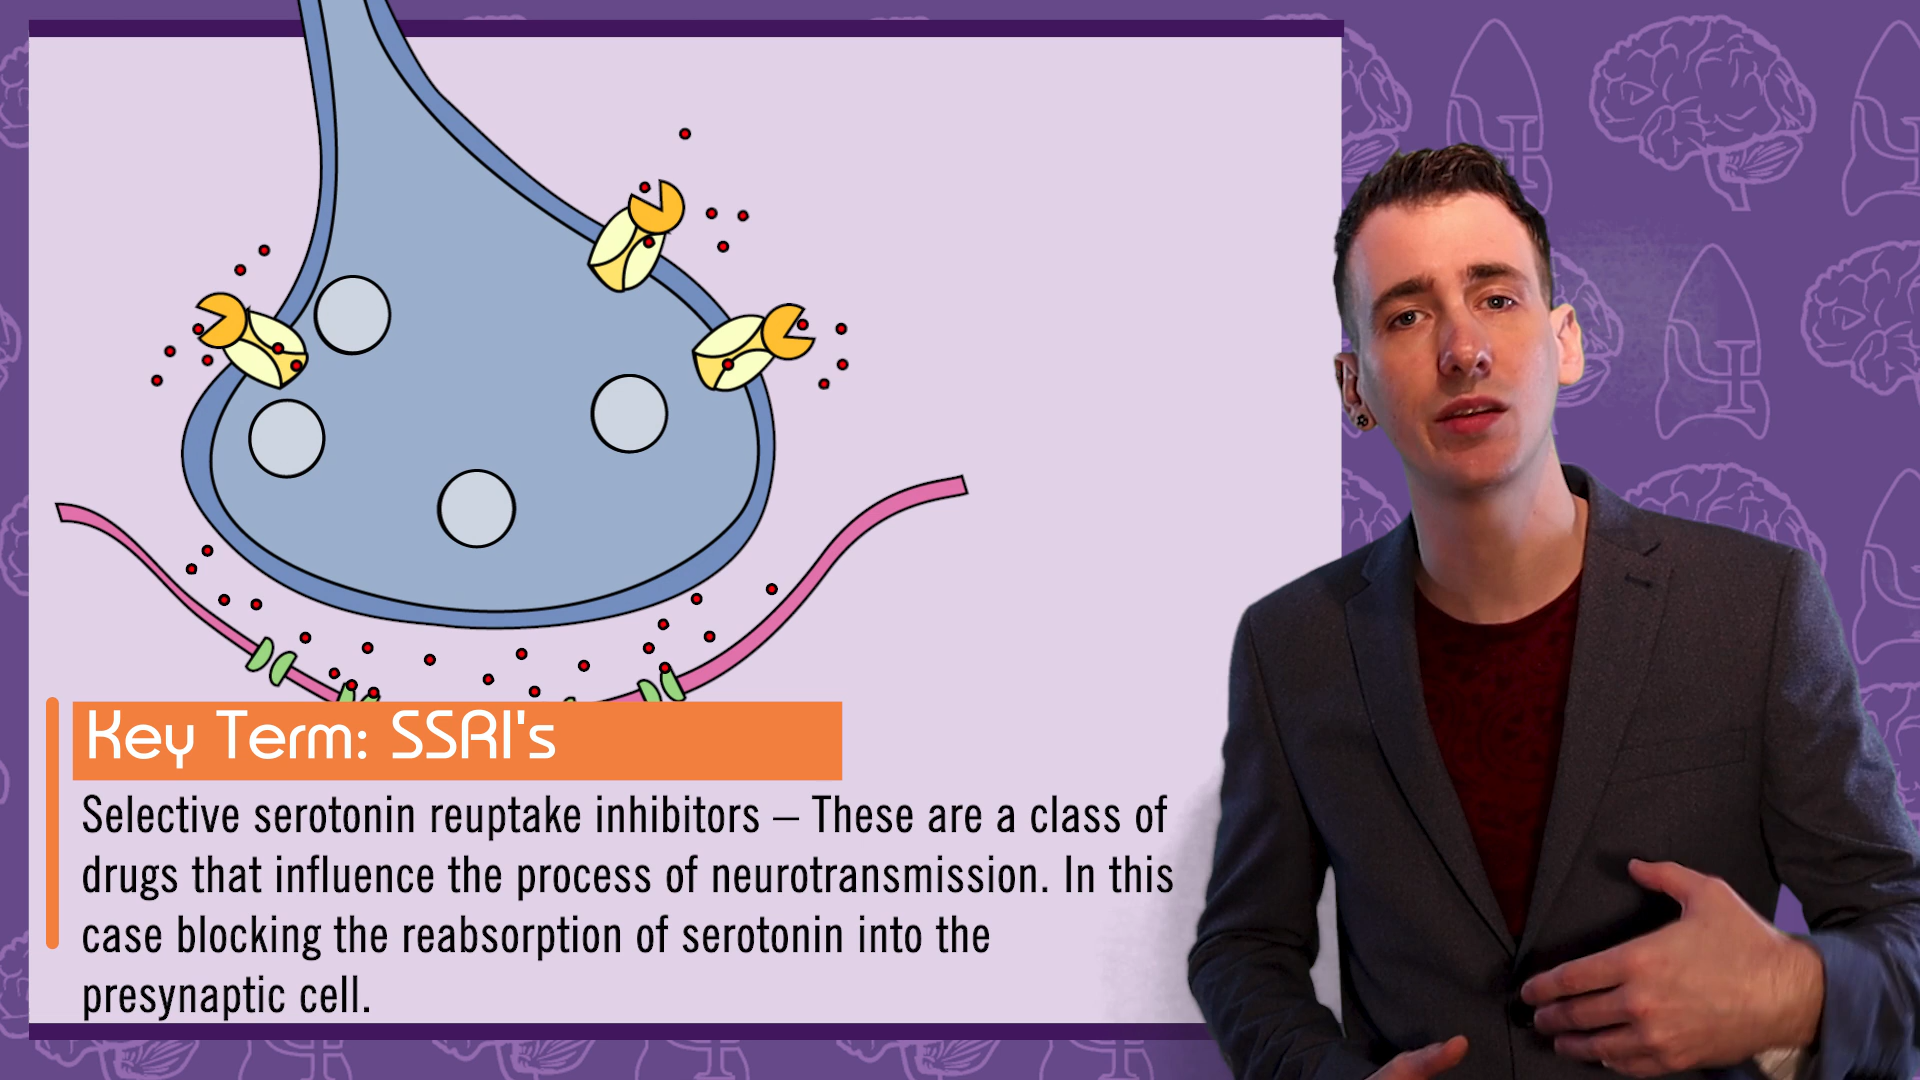 Key Term: SSRI's
Selective serotonin reuptake inhibitors – These are a class of
drugs that influence the process of neurotransmission. In this
case blocking the reabsorption of serotonin into the
presynaptic cell.